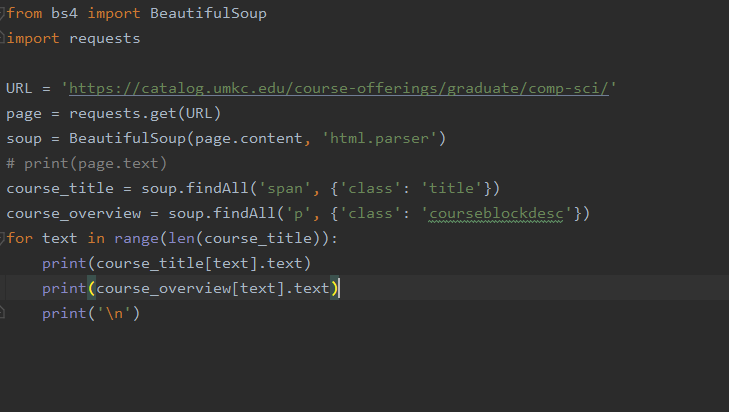 from bs4 import BeautifulSoup
import requests
URL = 'https://catalog.umkc.edu/course-offerings/graduate/comp-sci/'
page = requests.get(URL)
soup = BeautifulSoup(page.content, 'html.parser')
# print(page.text)
course_title = soup.findAll('span', {'class': 'title'})
course_overview = soup.findAll('p', {'class': 'courseblockdesc'})
for text in range(len(course_title)):
    print(course_title[text].text)
    print(course_overview[text].text)
    print('\n')